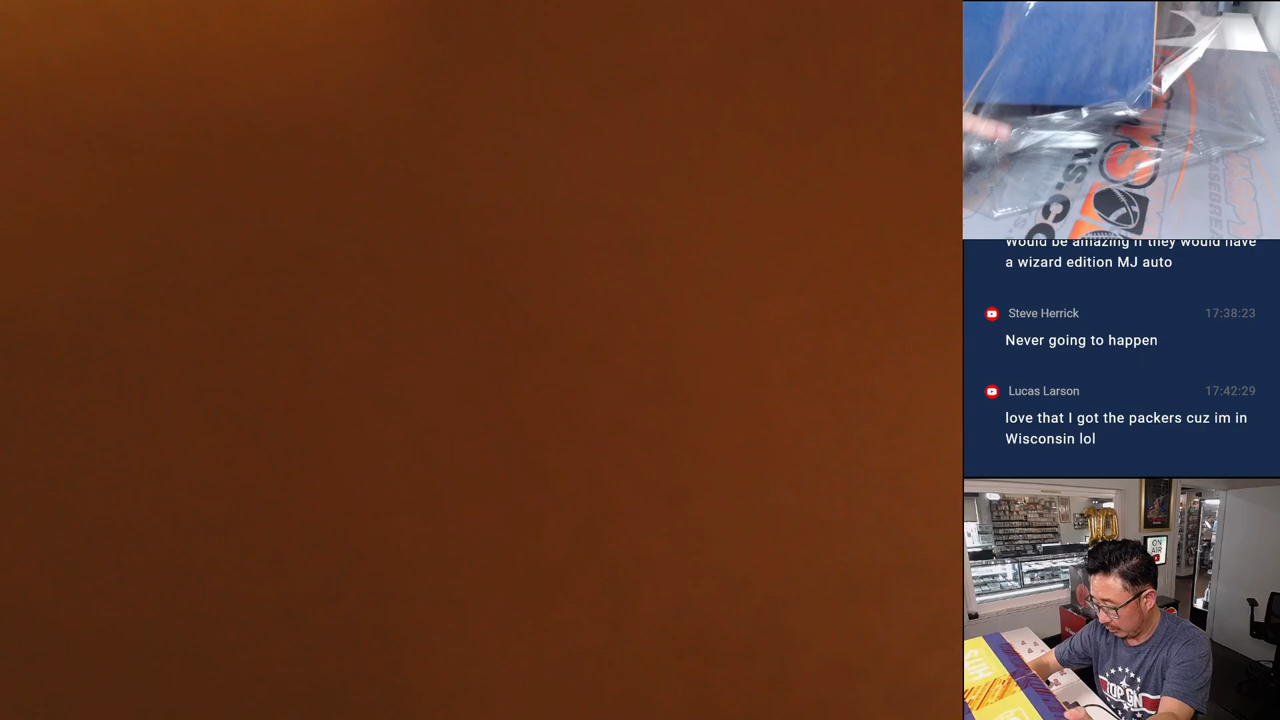 Would be amazing if they would have
a wizard edition MJ auto
Steve Herrick 17:38:23
Never going to happen
Lucas Larson 17:42:29
love that I got the packers cuz im in
Wisconsin lol
10
ON
AIR
TOP GN